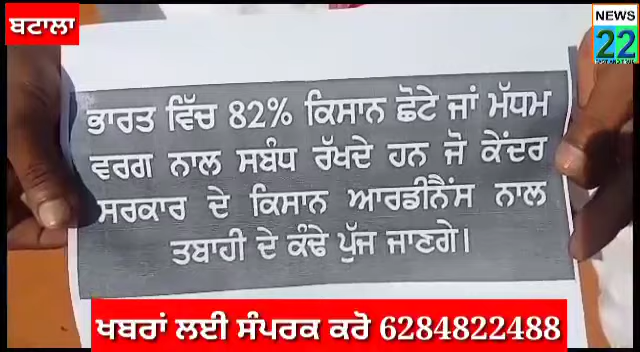 ਬਟਾਲਾ
NEWS
22
ਭਾਰਤ ਵਿੱਚ 82% ਕਿਸਾਨ ਛੋਟੇ ਜਾਂ ਮੱਧਮ
ਵਰਗ ਨਾਲ ਸਬੰਧ ਰੱਖਦੇ ਹਨ ਜੋ ਕੇਂਦਰ
ਸਰਕਾਰ ਦੇ ਕਿਸਾਨ ਆਰਡੀਨੈਂਸ ਨਾਲ
ਤਬਾਹੀ ਦੇ ਕੰਢੇ ਪੁੱਜ ਜਾਣਗੇ।
ਖਬਰਾਂ ਲਈ ਸੰਪਰਕ ਕਰੋ 6284822488